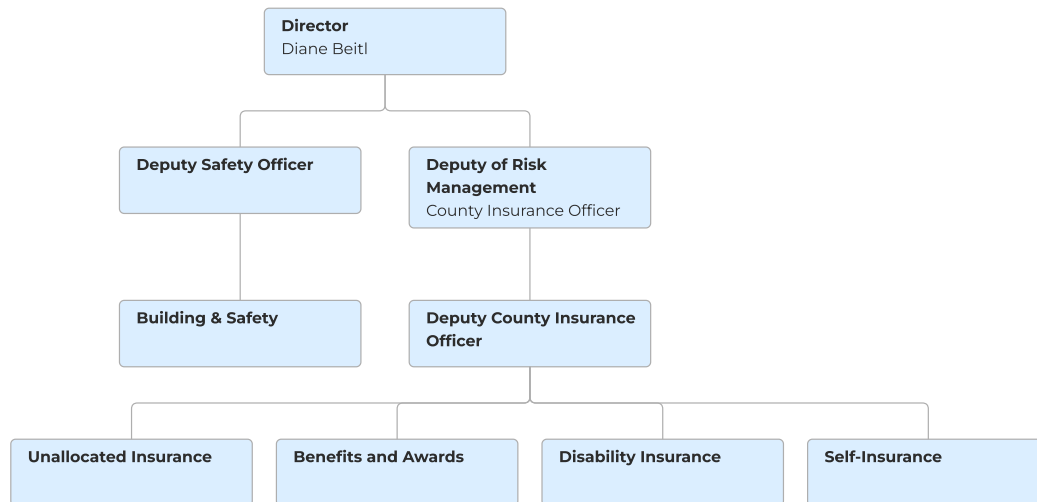 Director
Diane Beitl
Deputy Safety Officer
Deputy of Risk
Management
County Insurance Officer
Building & Safety
Deputy County Insurance
Officer
Unallocated Insurance
Benefits and Awards
Disability Insurance
Self-Insurance